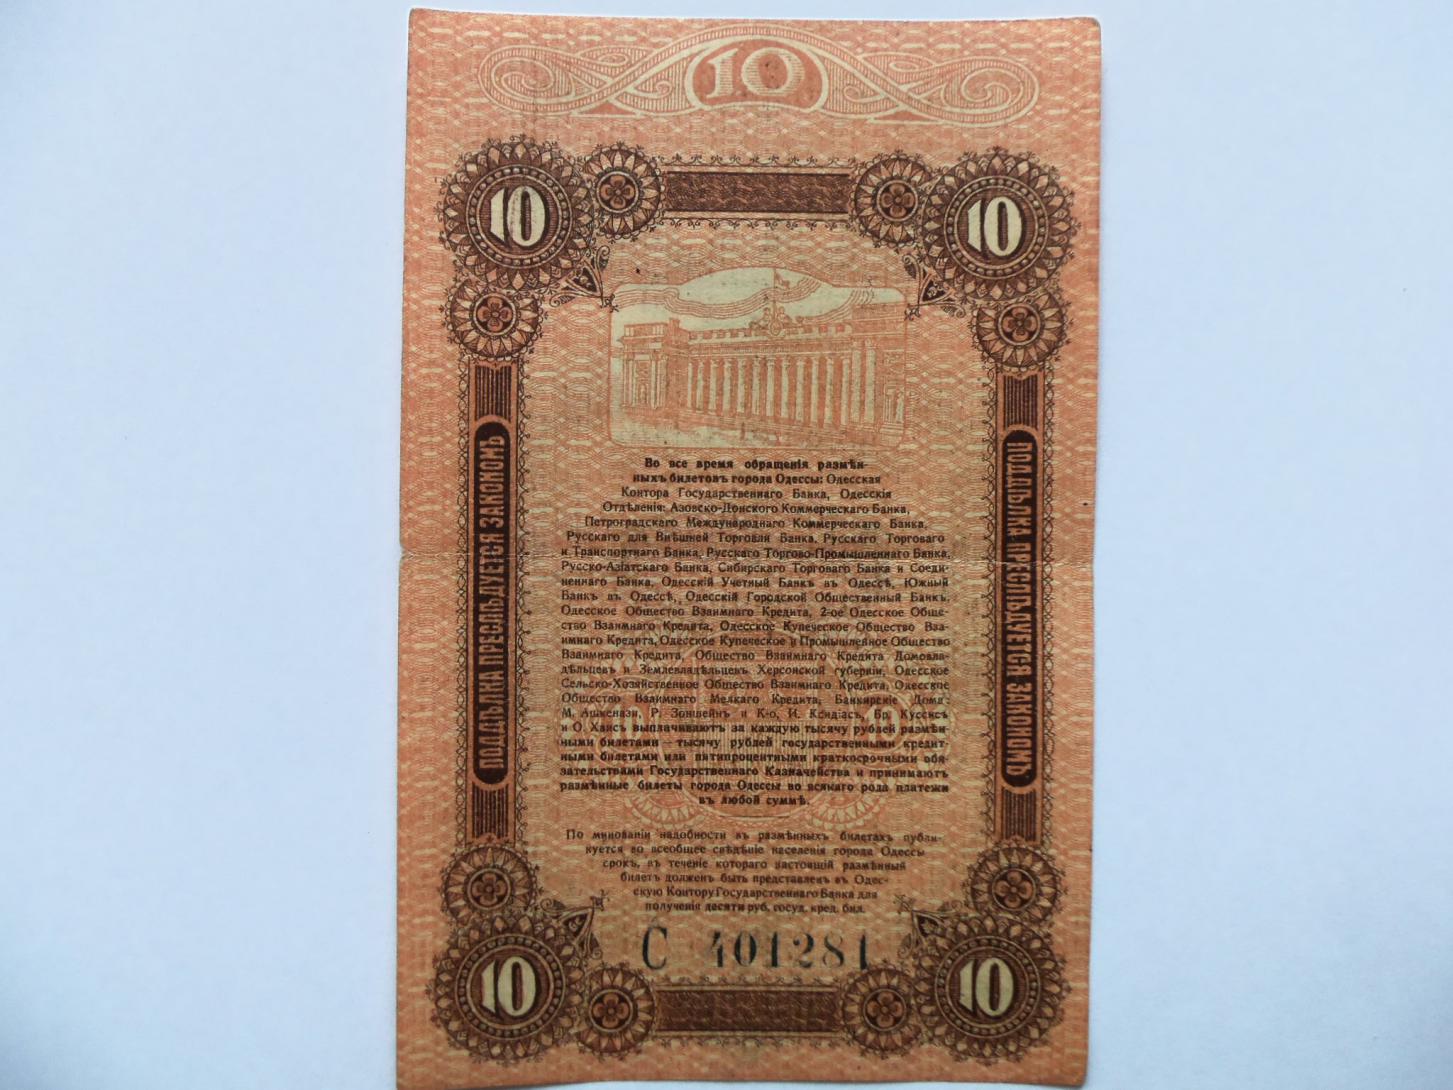 10
10 10
Во все время обращенія размѣн-
ныхъ билетовъ города Одессы: Одесская
Контора Государственнаго Банка, Одесскія
Отдѣленія: Азовско-Донского Коммерческаго Банка,
Петроградскаго Международнаго Коммерческаго Банка,
Русскаго для Внѣшней Торговли Банка, Русскаго Торговаго
и Транспортнаго Банка, Русскаго Торгово-Промышленнаго Банка,
Русско-Азіатскаго Банка, Сибирскаго Торговаго Банка и Соеди-
неннаго Банка, Одесскій Учетный Банкъ въ Одессѣ, Южный
Банкъ въ Одессѣ, Одесскій Городской Общественный Банкъ,
Одесское Общество Взаимнаго Кредита, 2-ое Одесское Обще-
ство Взаимнаго Кредита, Одесское Купеческое Общество Вза-
имнаго Кредита, Одесское Купеческое и Промышленное Общество
Взаимнаго Кредита, Общество Взаимнаго Кредита Домовла-
дѣльцевъ и Землевладѣльцевъ Херсонской губерніи, Одесское
Сельско-Хозяйственное Общество Взаимнаго Кредита, Одесское
Общество Взаимнаго Мелкаго Кредита, Банкирскіе Дома:
М. Ашкенази, Р. Зоншейнъ и К-о, И. Ксидіасъ, Бр. Куссисъ
и О. Хаисъ выплачиваютъ за каждую тысячу рублей размѣн-
ными билетами — тысячу рублей государственными кредит-
ными билетами или пятипроцентными краткосрочными обя-
зательствами Государственнаго Казначейства и принимаютъ
размѣнные билеты города Одессы во всякаго рода платежи
въ любой суммѣ.
ПОДДѢЛКА ПРЕСЛѢДУЕТСЯ ЗАКОНОМЪ
ПОДДѢЛКА ПРЕСЛѢДУЕТСЯ ЗАКОНОМЪ
По минованіи надобности въ размѣнныхъ билетахъ публи-
куется во всеобщее свѣдѣніе населенія города Одессы
срокъ, въ теченіе котораго настоящій размѣнный
билетъ долженъ быть представленъ въ Одес-
скую Контору Государственнаго Банка для
полученія десяти руб. госуд. кред. бил.
С 401281
10 10